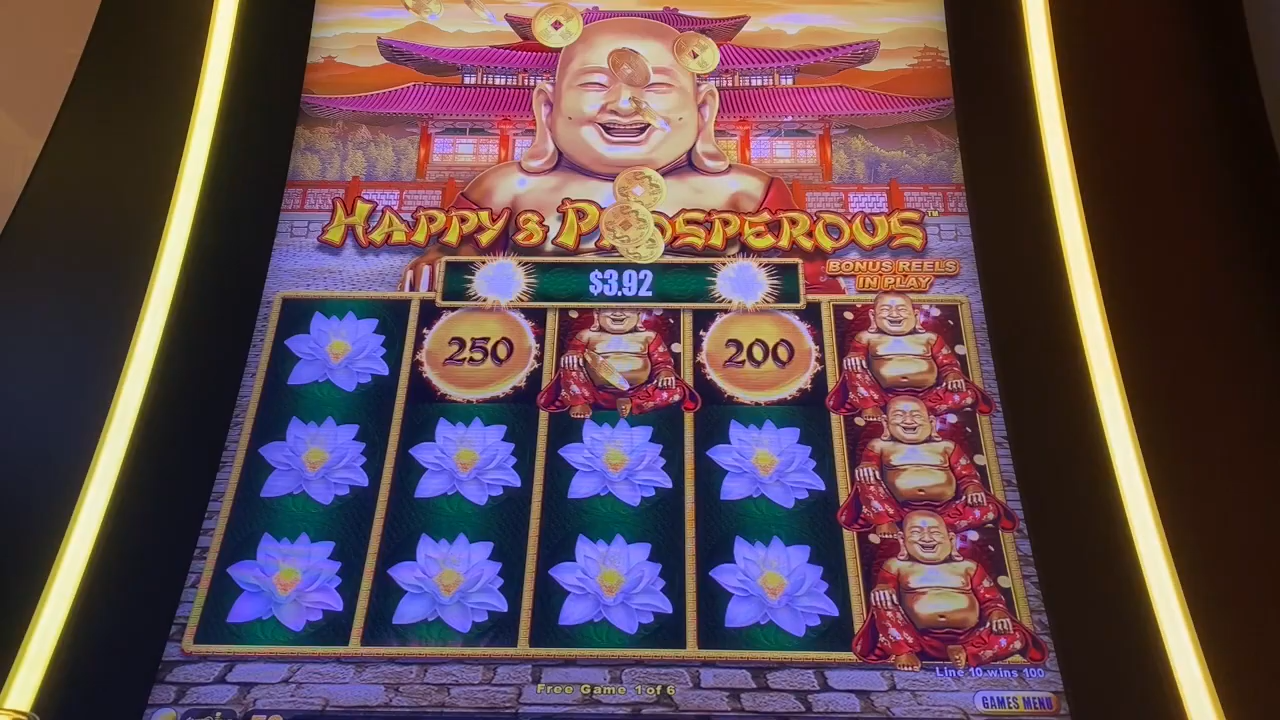 HAPPY & PROSPEROUS™
$3.92
BONUS REELS
IN PLAY
250
200
Line 10 wins 100
Free Game 1 of 6
GAMES MENU